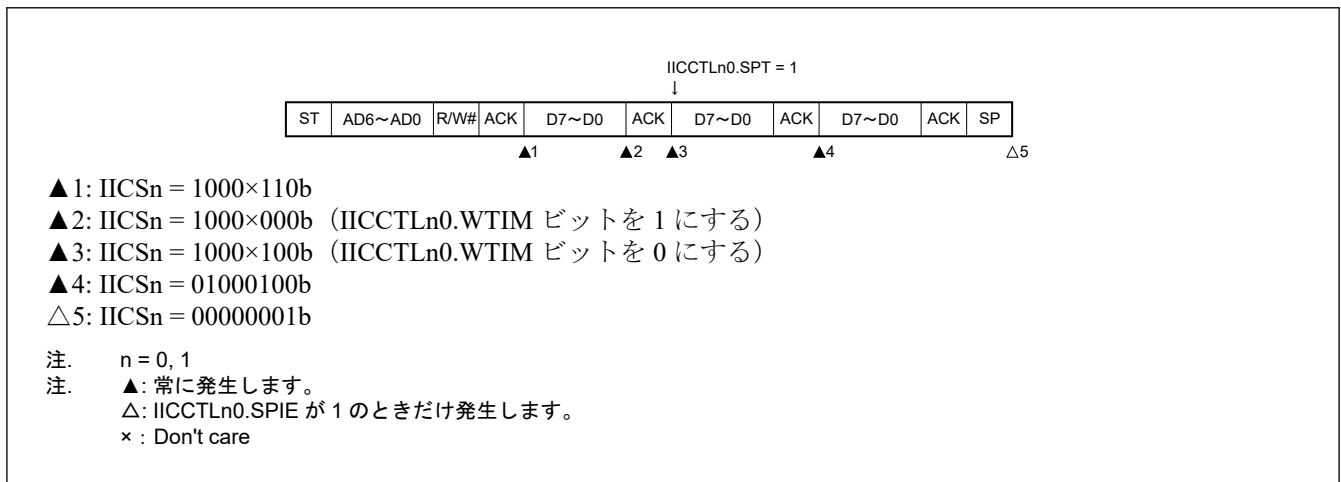 IICCTLn0.SPT = 1
↓
ST AD6~AD0 R/W# ACK D7~D0 ACK D7~D0 ACK D7~D0 ACK SP
▲1 ▲2 ▲3 ▲4 △5
▲1: IICSn = 1000×110b
▲2: IICSn = 1000×000b（IICCTLn0.WTIM ビットを 1 にする）
▲3: IICSn = 1000×100b（IICCTLn0.WTIM ビットを 0 にする）
▲4: IICSn = 01000100b
△5: IICSn = 00000001b
注. n = 0, 1
注. ▲: 常に発生します。
△: IICCTLn0.SPIE が 1 のときだけ発生します。
×：Don't care